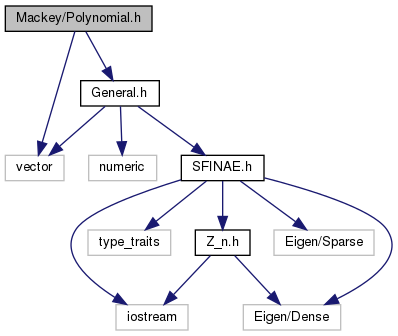 Mackey/Polynomial.h
General.h
vector
numeric
SFINAE.h
type_traits
Z_n.h
Eigen/Sparse
iostream
Eigen/Dense